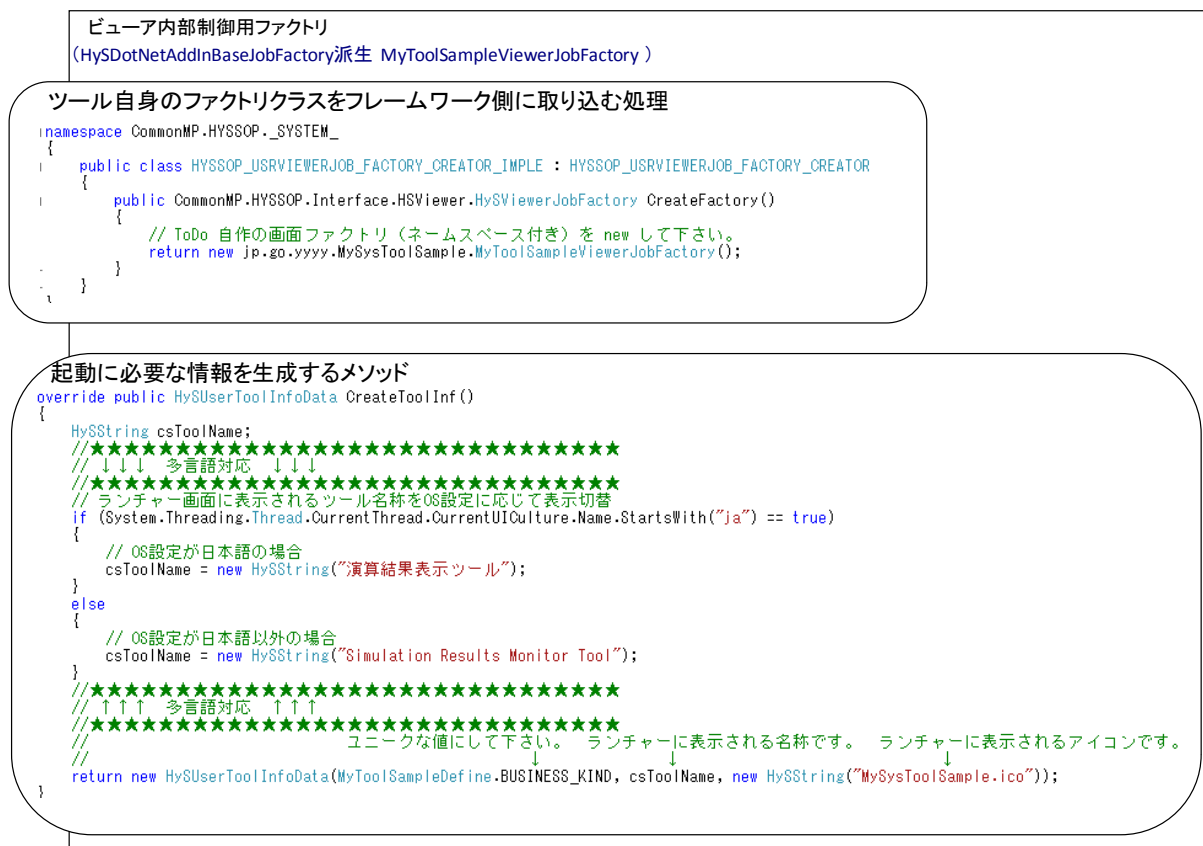 ビューア内部制御用ファクトリ
（HySDotNetAddInBaseJobFactory派生 MyToolSampleViewerJobFactory ）
ツール自身のファクトリクラスをフレームワーク側に取り込む処理
namespace CommonMP.HYSSOP._SYSTEM_
{
public class HYSSOP_USRVIEWERJOB_FACTORY_CREATOR_IMPLE : HYSSOP_USRVIEWERJOB_FACTORY_CREATOR
{
public CommonMP.HYSSOP.Interface.HSViewer.HySViewerJobFactory CreateFactory()
{
// ToDo 自作の画面ファクトリ（ネームスペース付き）を new して下さい。
return new jp.go.yyyy.MySysToolSample.MyToolSampleViewerJobFactory();
}
}
}
起動に必要な情報を生成するメソッド
override public HySUserToolInfoData CreateToolInf()
{
HySString csToolName;
//★★★★★★★★★★★★★★★★★★★★★★★★★★★★★★★
// ↓↓↓ 多言語対応 ↓↓↓
//★★★★★★★★★★★★★★★★★★★★★★★★★★★★★★★
// ランチャー画面に表示されるツール名称をOS設定に応じて表示切替
if (System.Threading.Thread.CurrentThread.CurrentUICulture.Name.StartsWith("ja") == true)
{
// OS設定が日本語の場合
csToolName = new HySString("演算結果表示ツール");
}
else
{
// OS設定が日本語以外の場合
csToolName = new HySString("Simulation Results Monitor Tool");
}
//★★★★★★★★★★★★★★★★★★★★★★★★★★★★★★★
// ↑↑↑ 多言語対応 ↑↑↑
//★★★★★★★★★★★★★★★★★★★★★★★★★★★★★★★
// ユニークな値にして下さい。 ランチャーに表示される名称です。 ランチャーに表示されるアイコンです。
// ↓ ↓ ↓
return new HySUserToolInfoData(MyToolSampleDefine.BUSINESS_KIND, csToolName, new HySString("MySysToolSample.ico"));
}